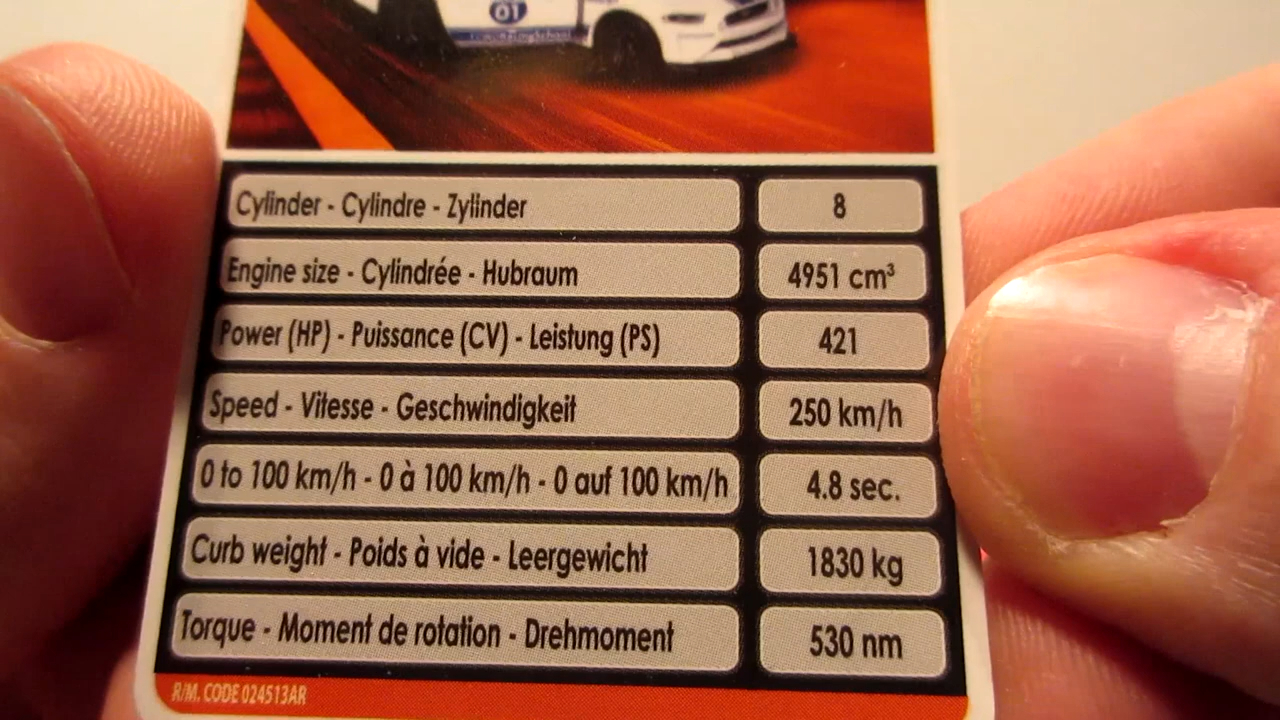 01
Cylinder - Cylindre - Zylinder 8
Engine size - Cylindrée - Hubraum 4951 cm³
Power (HP) - Puissance (CV) - Leistung (PS) 421
Speed - Vitesse - Geschwindigkeit 250 km/h
0 to 100 km/h - 0 à 100 km/h - 0 auf 100 km/h 4.8 sec.
Curb weight - Poids à vide - Leergewicht 1830 kg
Torque - Moment de rotation - Drehmoment 530 nm
R/M. CODE 024513AR